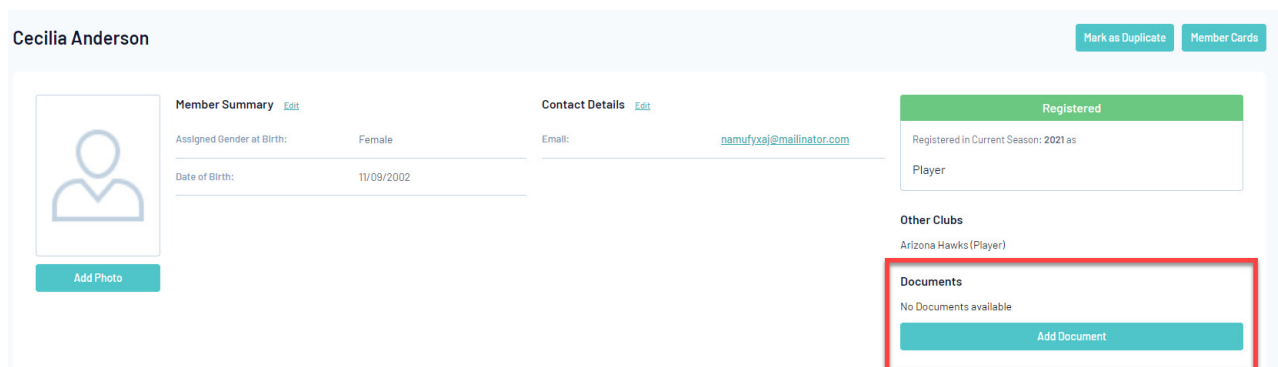 Cecilia Anderson
Mark as Duplicate
Member Cards
Member Summary Edit
Assigned Gender at Birth: Female
Date of Birth: 11/09/2002
Add Photo
Contact Details Edit
Email: namufyxaj@mailinator.com
Registered
Registered in Current Season: 2021 as
Player
Other Clubs
Arizona Hawks (Player)
Documents
No Documents available
Add Document